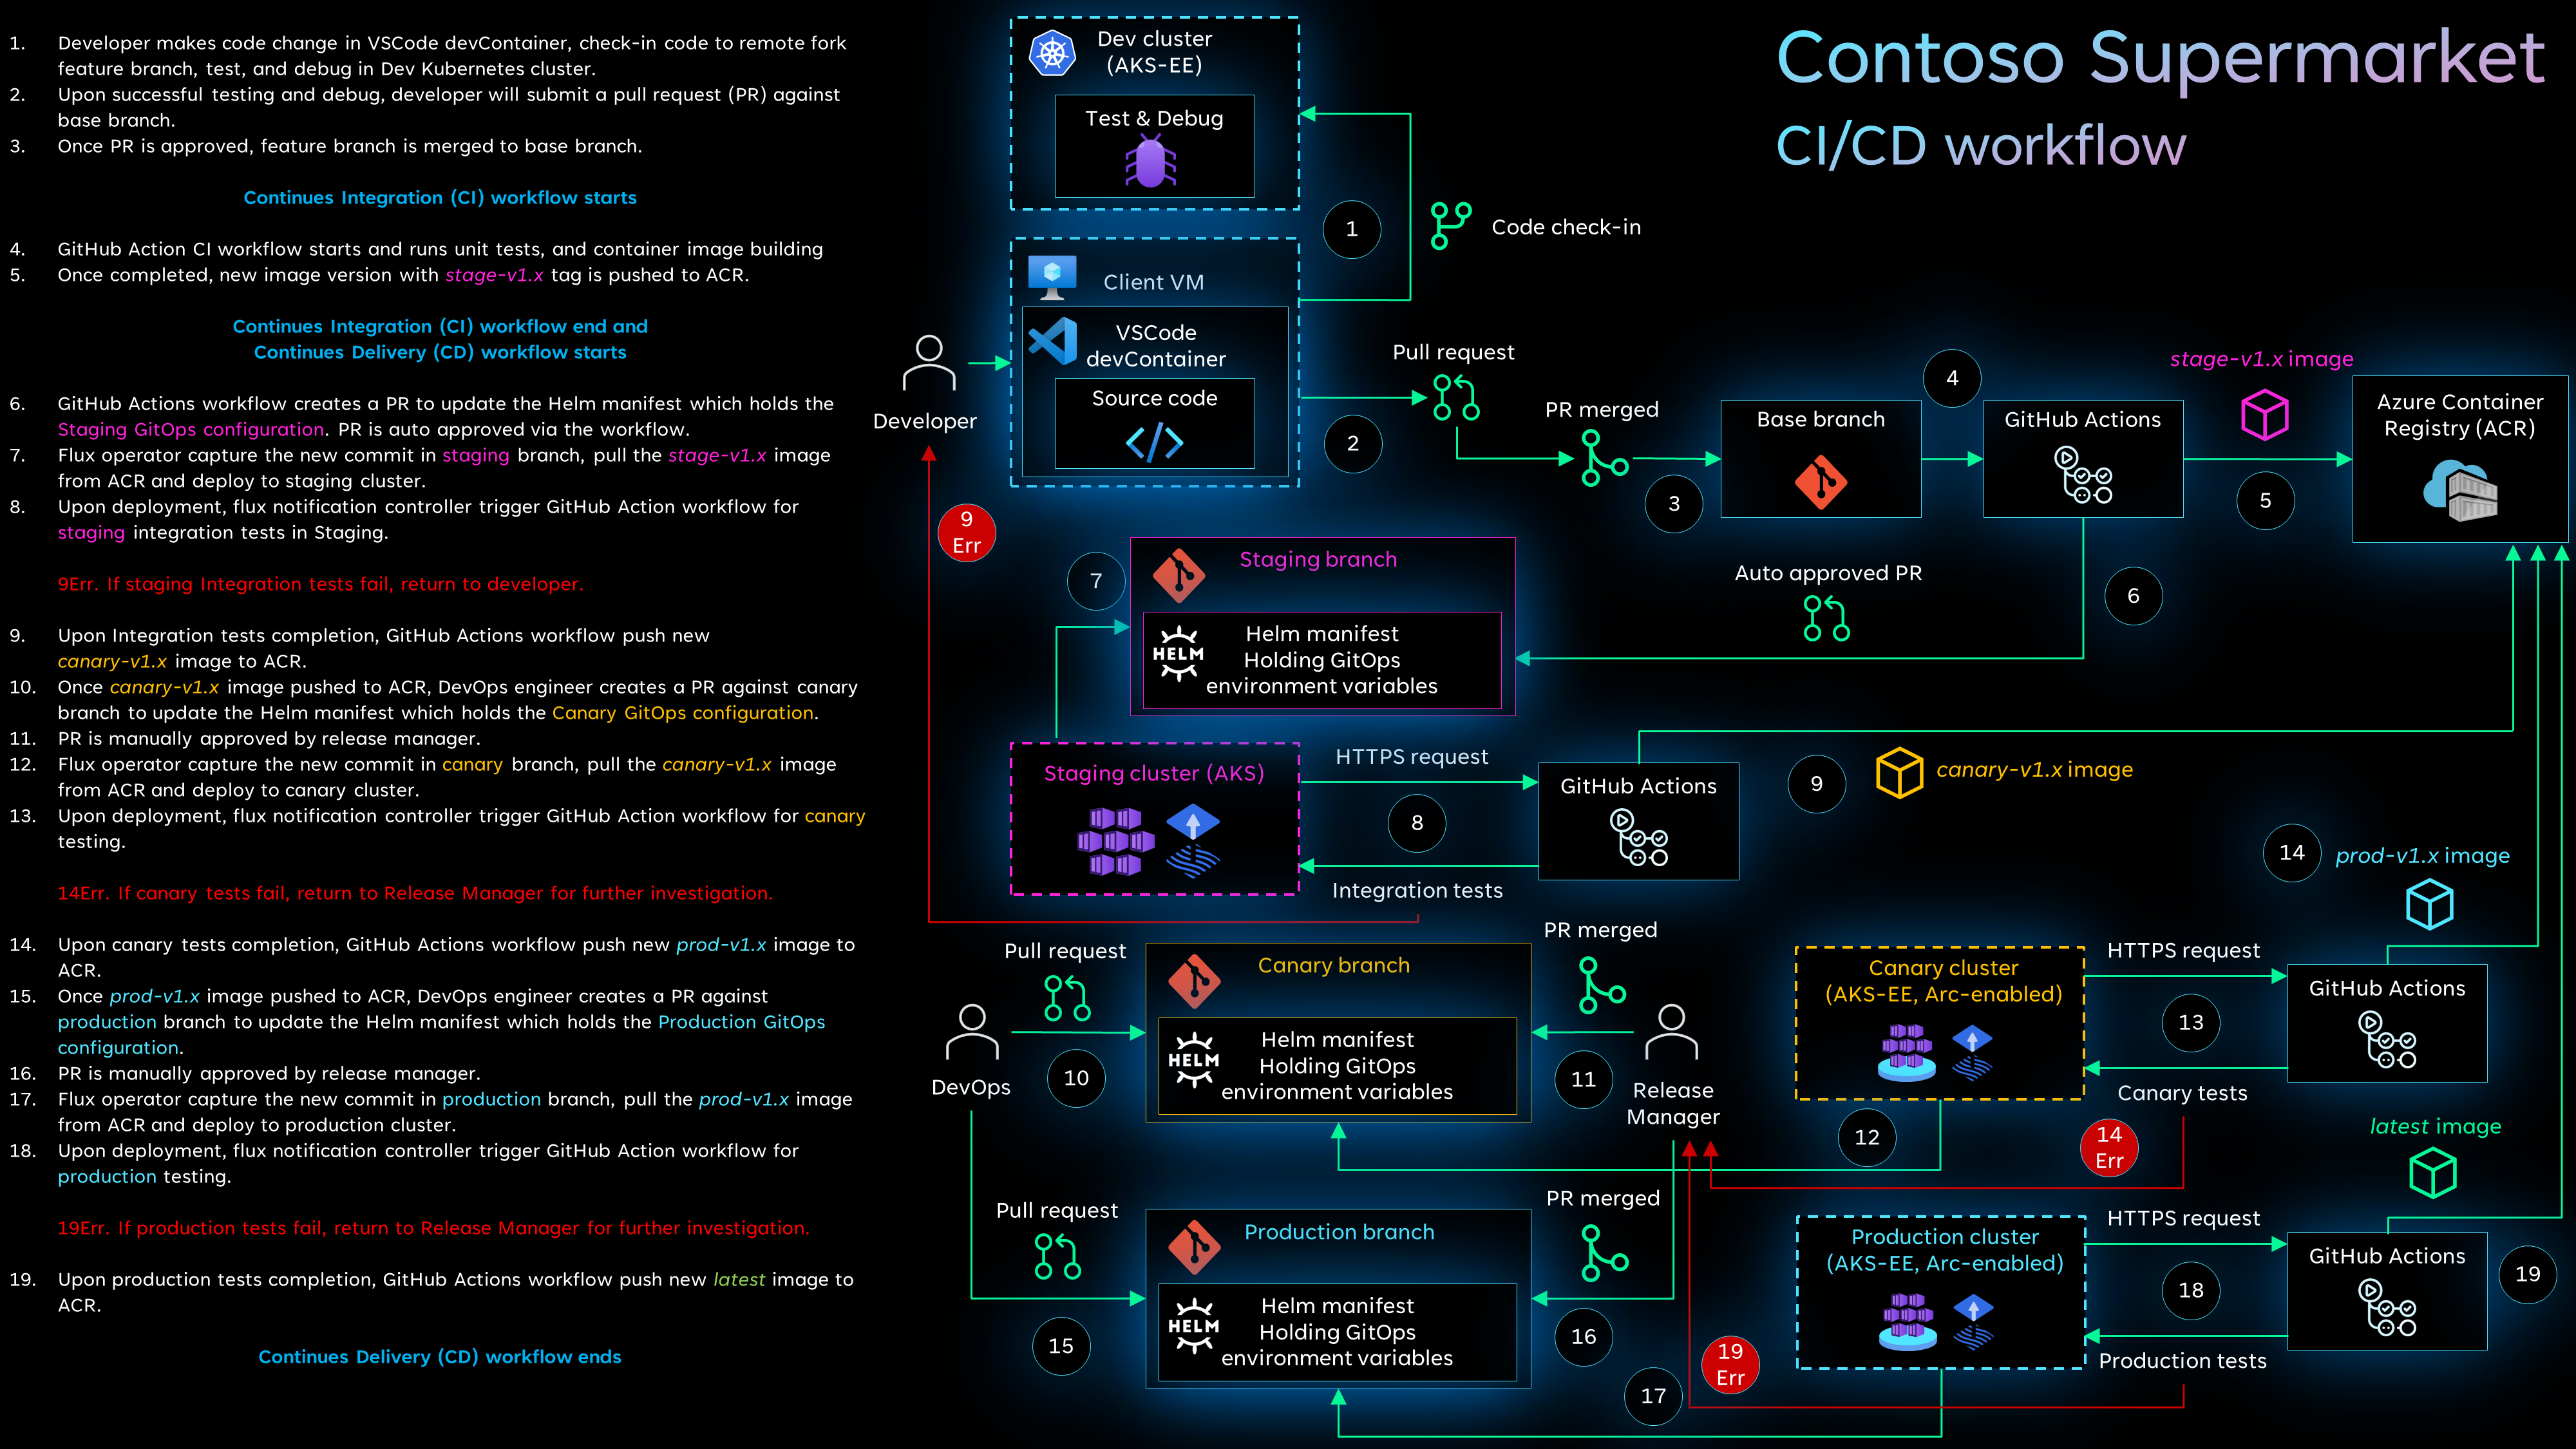 Contoso Supermarket
CI/CD workflow
1. Developer makes code change in VSCode devContainer, check-in code to remote fork
feature branch, test, and debug in Dev Kubernetes cluster.
2. Upon successful testing and debug, developer will submit a pull request (PR) against
base branch.
3. Once PR is approved, feature branch is merged to base branch.
Continues Integration (CI) workflow starts
4. GitHub Action CI workflow starts and runs unit tests, and container image building
5. Once completed, new image version with stage-v1.x tag is pushed to ACR.
Continues Integration (CI) workflow end and
Continues Delivery (CD) workflow starts
6. GitHub Actions workflow creates a PR to update the Helm manifest which holds the
Staging GitOps configuration. PR is auto approved via the workflow.
7. Flux operator capture the new commit in staging branch, pull the stage-v1.x image
from ACR and deploy to staging cluster.
8. Upon deployment, flux notification controller trigger GitHub Action workflow for
staging integration tests in Staging.
9Err. If staging Integration tests fail, return to developer.
9. Upon Integration tests completion, GitHub Actions workflow push new
canary-v1.x image to ACR.
10. Once canary-v1.x image pushed to ACR, DevOps engineer creates a PR against canary
branch to update the Helm manifest which holds the Canary GitOps configuration.
11. PR is manually approved by release manager.
12. Flux operator capture the new commit in canary branch, pull the canary-v1.x image
from ACR and deploy to canary cluster.
13. Upon deployment, flux notification controller trigger GitHub Action workflow for canary
testing.
14Err. If canary tests fail, return to Release Manager for further investigation.
14. Upon canary tests completion, GitHub Actions workflow push new prod-v1.x image to
ACR.
15. Once prod-v1.x image pushed to ACR, DevOps engineer creates a PR against
production branch to update the Helm manifest which holds the Production GitOps
configuration.
16. PR is manually approved by release manager.
17. Flux operator capture the new commit in production branch, pull the prod-v1.x image
from ACR and deploy to production cluster.
18. Upon deployment, flux notification controller trigger GitHub Action workflow for
production testing.
19Err. If production tests fail, return to Release Manager for further investigation.
19. Upon production tests completion, GitHub Actions workflow push new latest image to
ACR.
Continues Delivery (CD) workflow ends
Dev cluster
(AKS-EE)
Test & Debug
1
Code check-in
Client VM
VSCode
devContainer
Source code
Developer
2
Pull request
PR merged
3
Base branch
4
GitHub Actions
stage-v1.x image
5
Azure Container
Registry (ACR)
9
Err
7
Staging branch
Helm manifest
Holding GitOps
environment variables
HELM
Auto approved PR
6
Staging cluster (AKS)
HTTPS request
8
Integration tests
GitHub Actions
9
canary-v1.x image
14
prod-v1.x image
Pull request
DevOps
10
Canary branch
Helm manifest
Holding GitOps
environment variables
HELM
PR merged
11
Release
Manager
Canary cluster
(AKS-EE, Arc-enabled)
12
HTTPS request
13
Canary tests
GitHub Actions
14
Err
latest image
Pull request
15
Production branch
Helm manifest
Holding GitOps
environment variables
HELM
PR merged
16
17
19
Err
Production cluster
(AKS-EE, Arc-enabled)
HTTPS request
18
Production tests
GitHub Actions
19